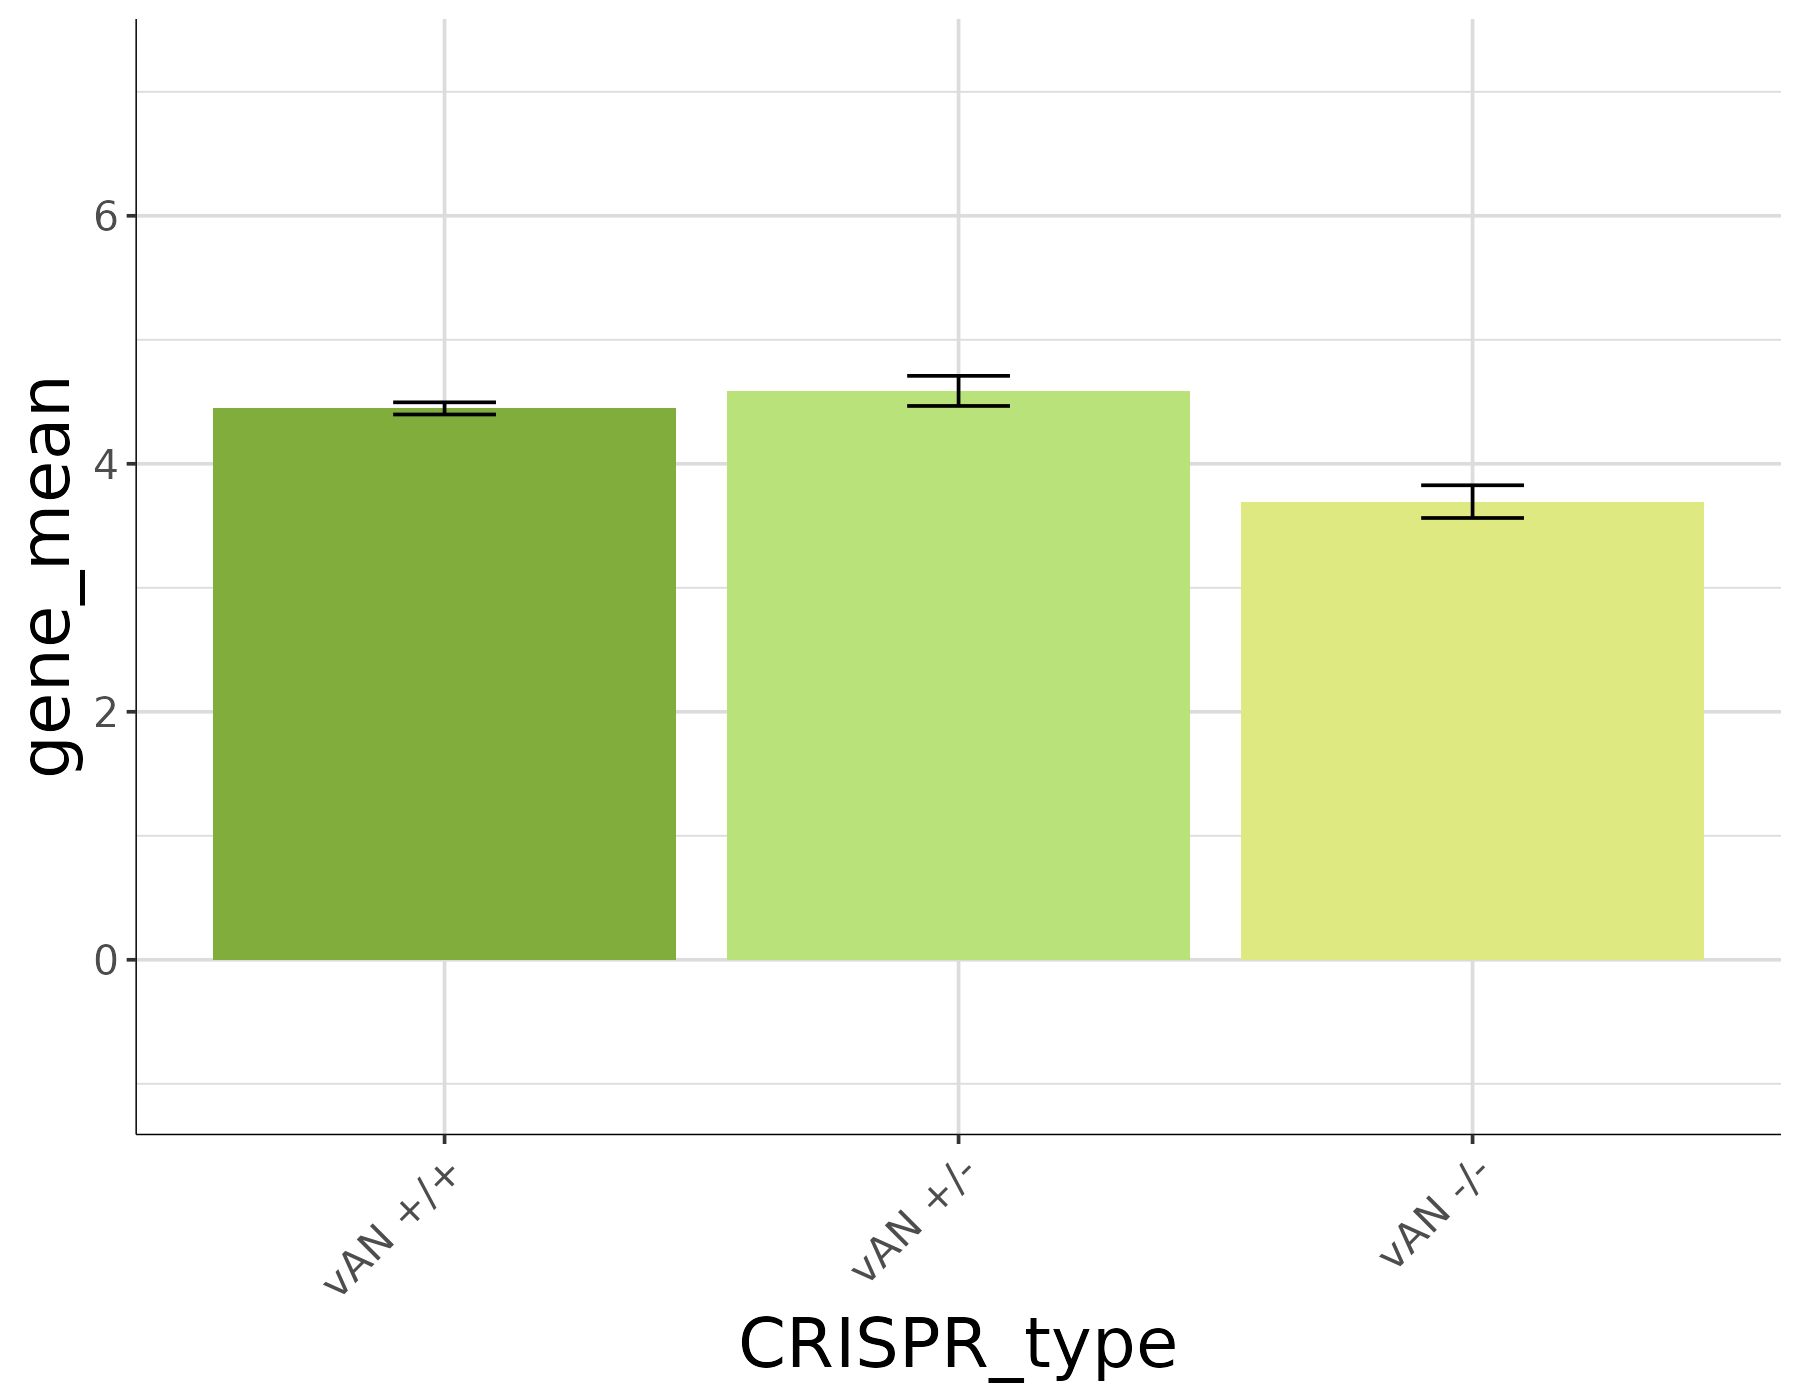 gene_mean
6
4
2
0
vAN +/+
vAN +/-
vAN -/-
CRISPR_type